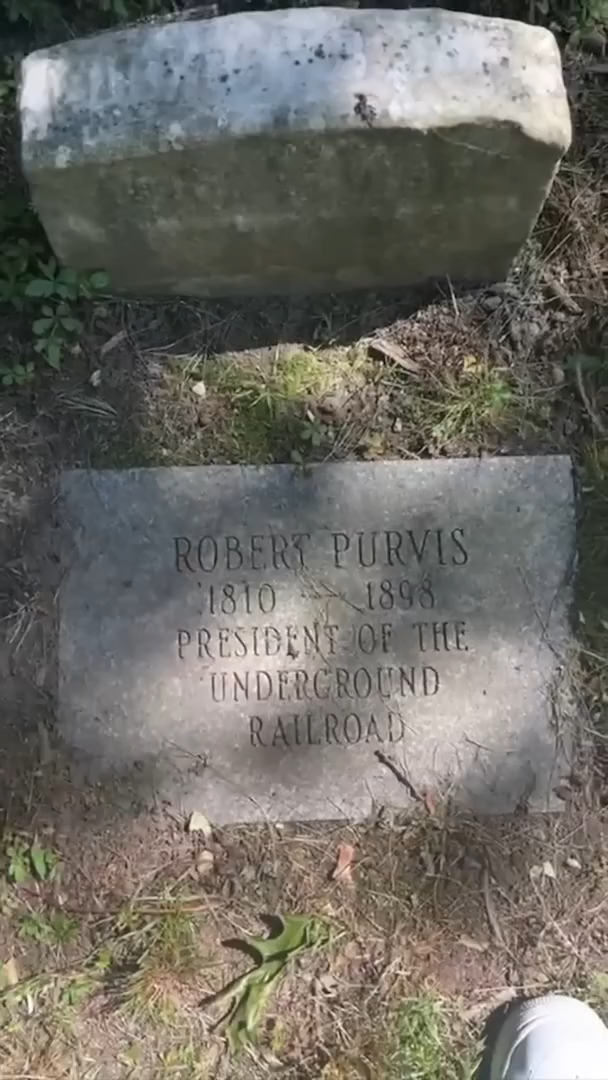 ROBERT PURVIS
1810 — 1898
PRESIDENT OF THE
UNDERGROUND
RAILROAD